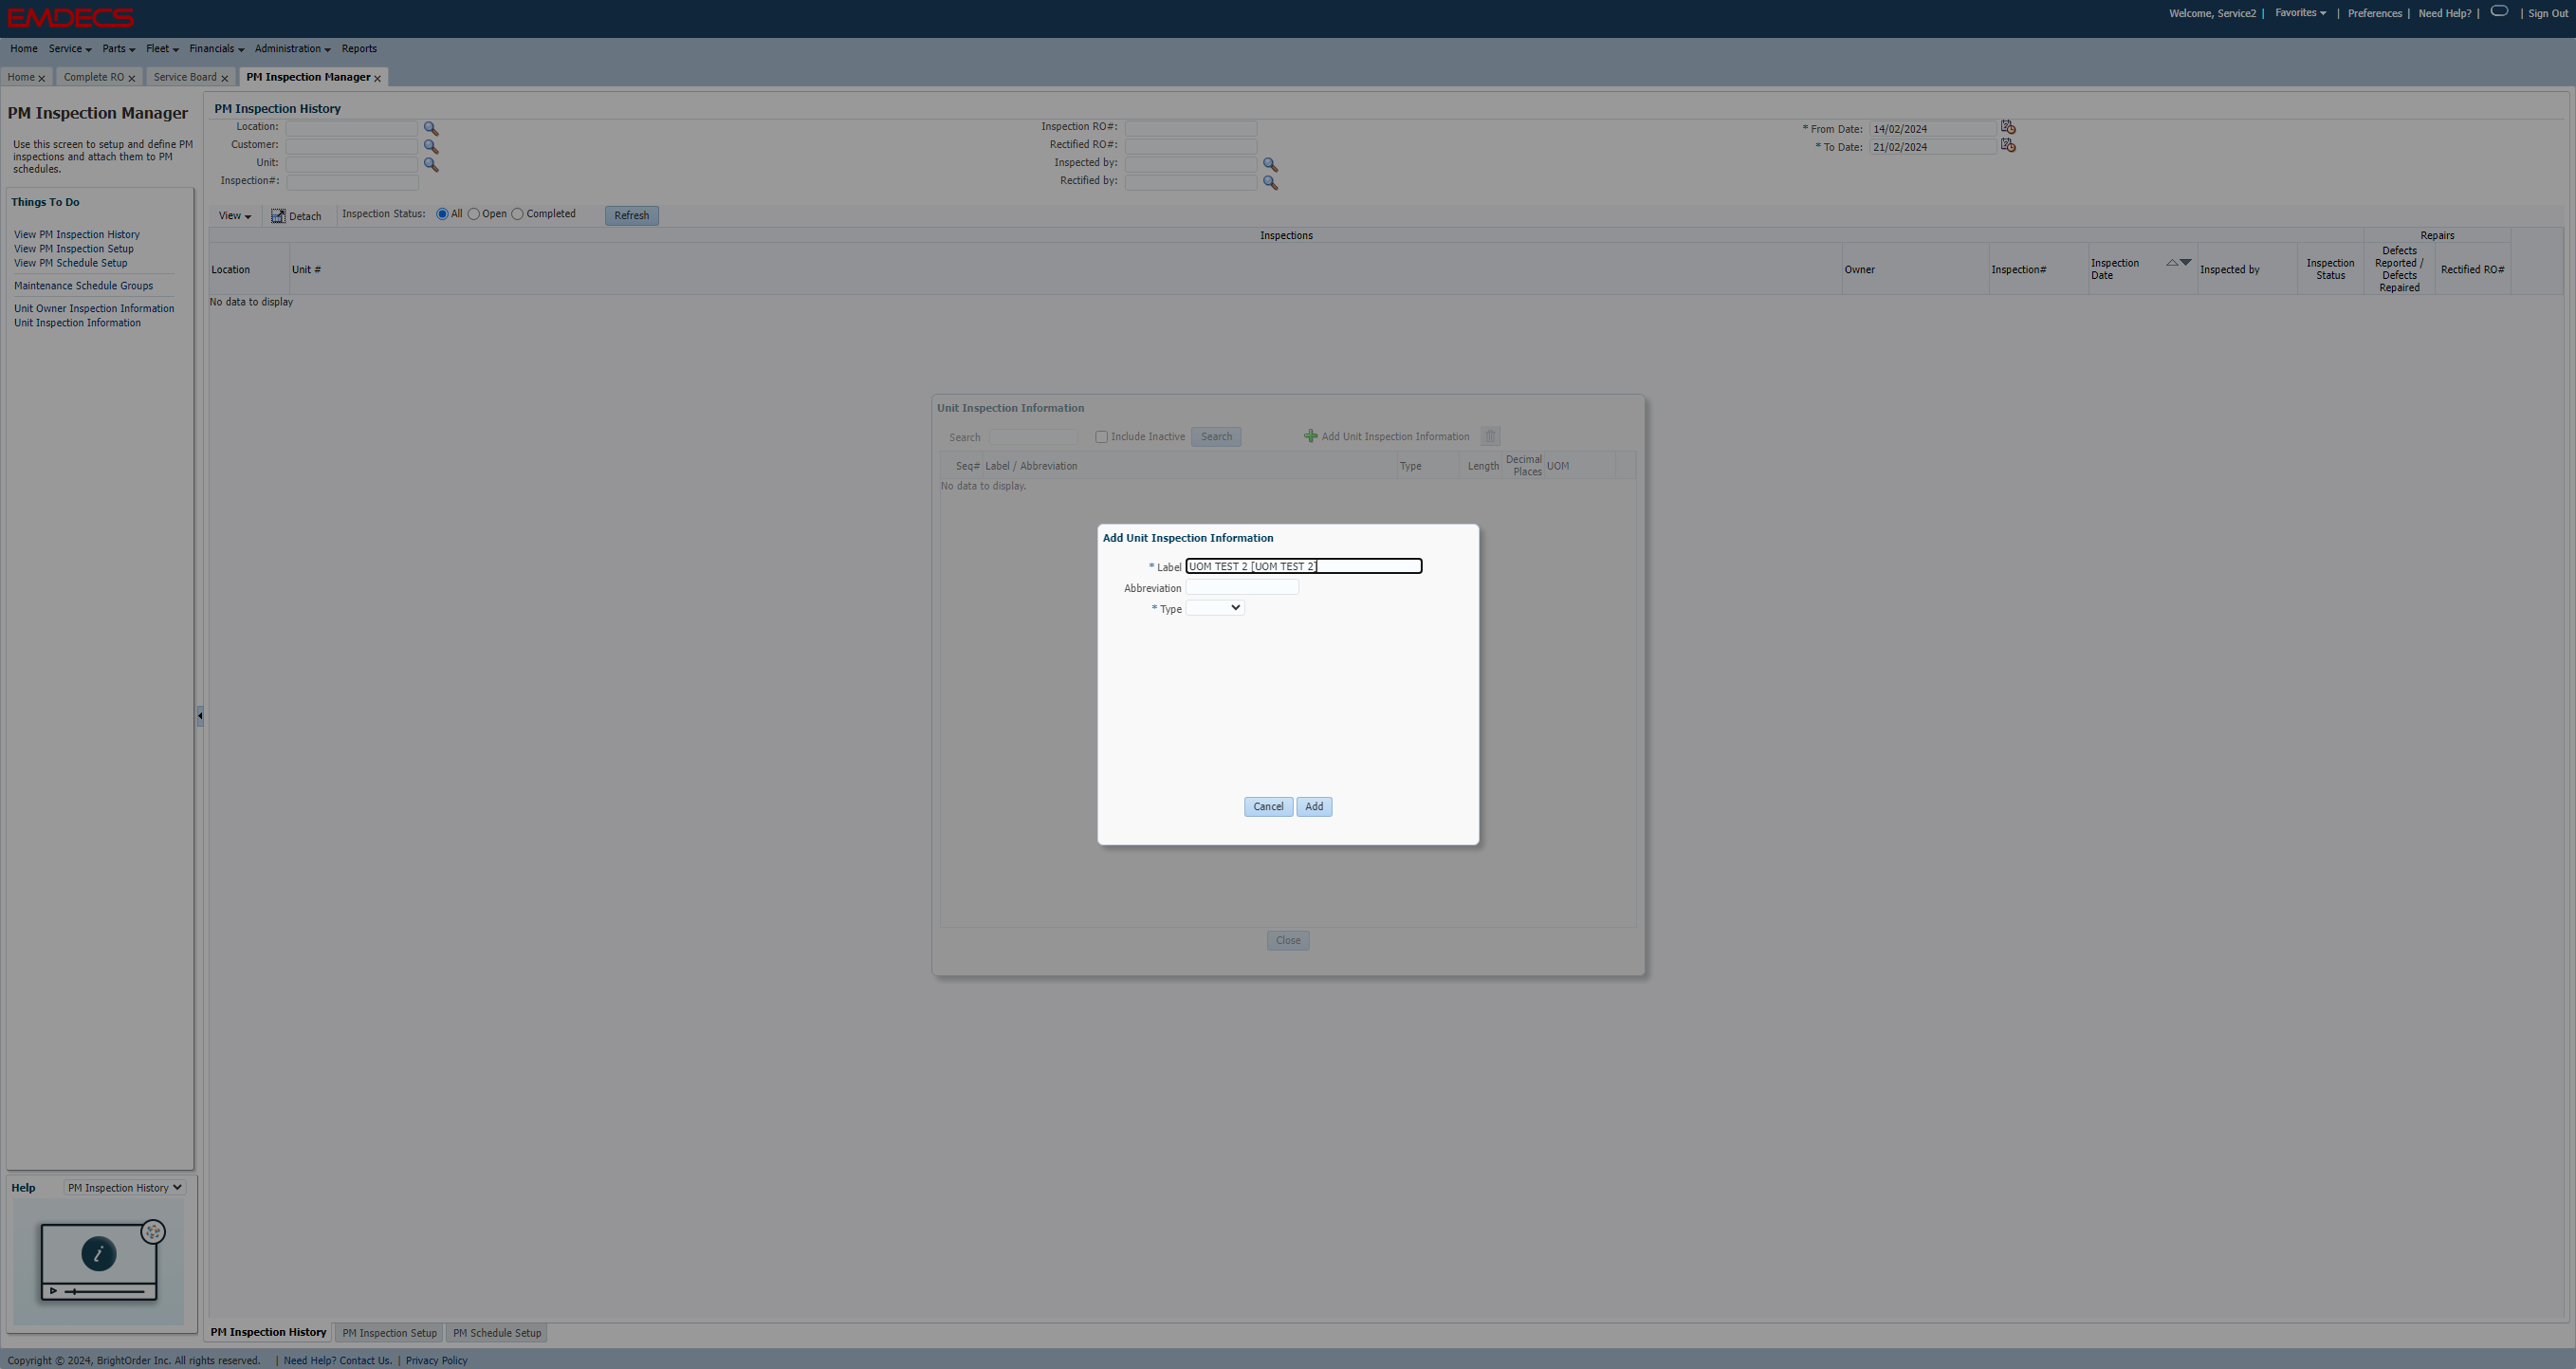 EMDECS
Welcome, Service2 | Favorites | Preferences | Need Help? | | Sign Out
Home Service Parts Fleet Financials Administration Reports
Home x Complete RO x Service Board x PM Inspection Manager x
PM Inspection Manager
Use this screen to setup and define PM
inspections and attach them to PM
schedules.
Things To Do
View PM Inspection History
View PM Inspection Setup
View PM Schedule Setup
Maintenance Schedule Groups
Unit Owner Inspection Information
Unit Inspection Information
PM Inspection History
Location: Inspection RO#: * From Date: 14/02/2024
Customer: Rectified RO#: * To Date: 21/02/2024
Unit: Inspected by:
Inspection#: Rectified by:
View Detach Inspection Status: All Open Completed Refresh
Inspections Repairs
Location Unit # Owner Inspection# Inspection Date Inspected by Inspection Status Defects Reported / Defects Repaired Rectified RO#
No data to display
Unit Inspection Information
Search Include Inactive Search Add Unit Inspection Information
Seq# Label / Abbreviation Type Length Decimal Places UOM
No data to display.
Add Unit Inspection Information
* Label UOM TEST 2 [UOM TEST 2]
Abbreviation
* Type
Cancel Add
Close
Help PM Inspection History
i
PM Inspection History PM Inspection Setup PM Schedule Setup
Copyright © 2024, BrightOrder Inc. All rights reserved. | Need Help? Contact Us. | Privacy Policy